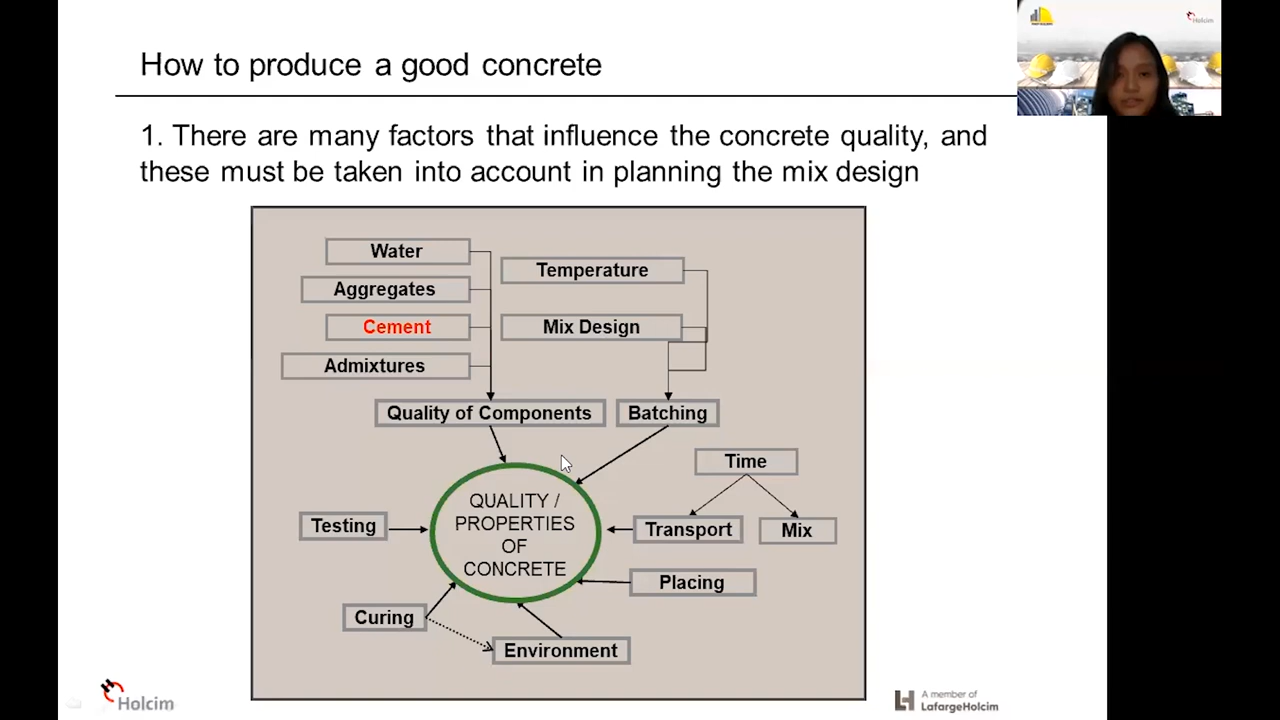 How to produce a good concrete
Holcim
1. There are many factors that influence the concrete quality, and
these must be taken into account in planning the mix design
Water
Temperature
Aggregates
Cement
Mix Design
Admixtures
Quality of Components
Batching
Time
QUALITY /
PROPERTIES
OF
CONCRETE
Testing
Transport
Mix
Placing
Curing
Environment
Holcim
A member of
LafargeHolcim